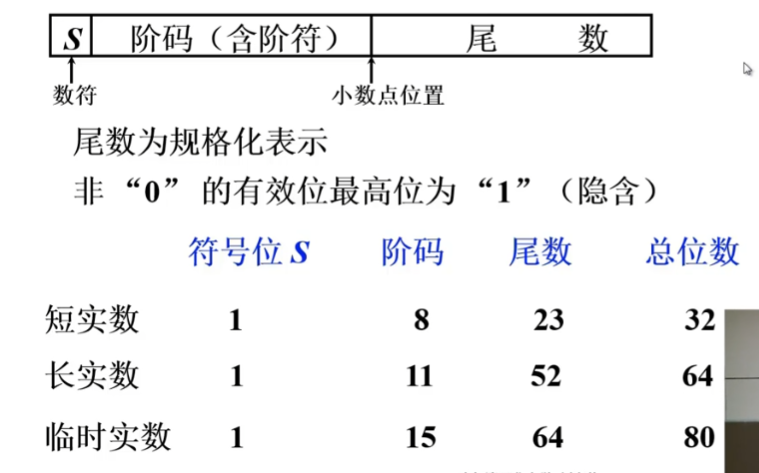 S 阶码（含阶符） 尾 数
数符 小数点位置
尾数为规格化表示
非“0” 的有效位最高位为“1”（隐含）
符号位 S 阶码 尾数 总位数
短实数 1 8 23 32
长实数 1 11 52 64
临时实数 1 15 64 80